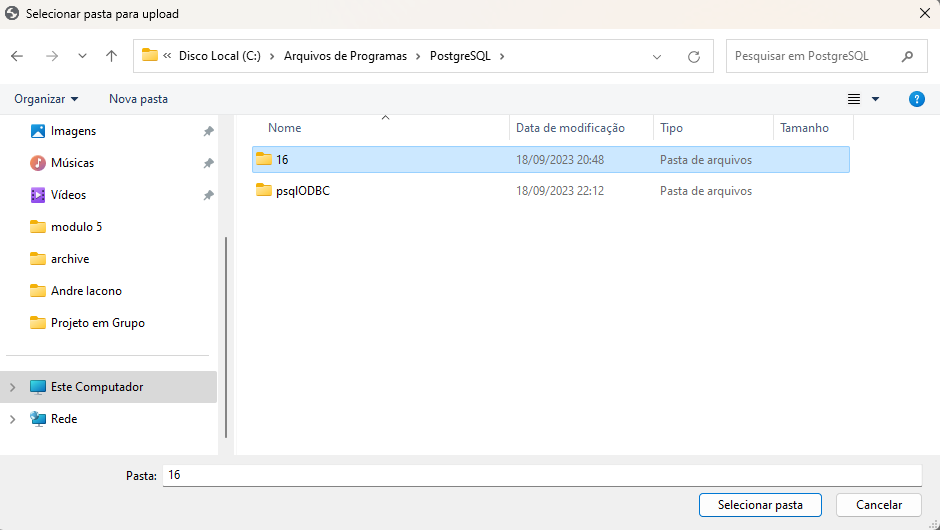 Selecionar pasta para upload
« Disco Local (C:) › Arquivos de Programas › PostgreSQL ›
Pesquisar em PostgreSQL
Organizar Nova pasta
?
Nome Data de modificação Tipo Tamanho
Imagens
Músicas
Vídeos
modulo 5
archive
Andre Iacono
Projeto em Grupo
Este Computador
Rede
16 18/09/2023 20:48 Pasta de arquivos
psqlODBC 18/09/2023 22:12 Pasta de arquivos
Pasta: 16
Selecionar pasta Cancelar